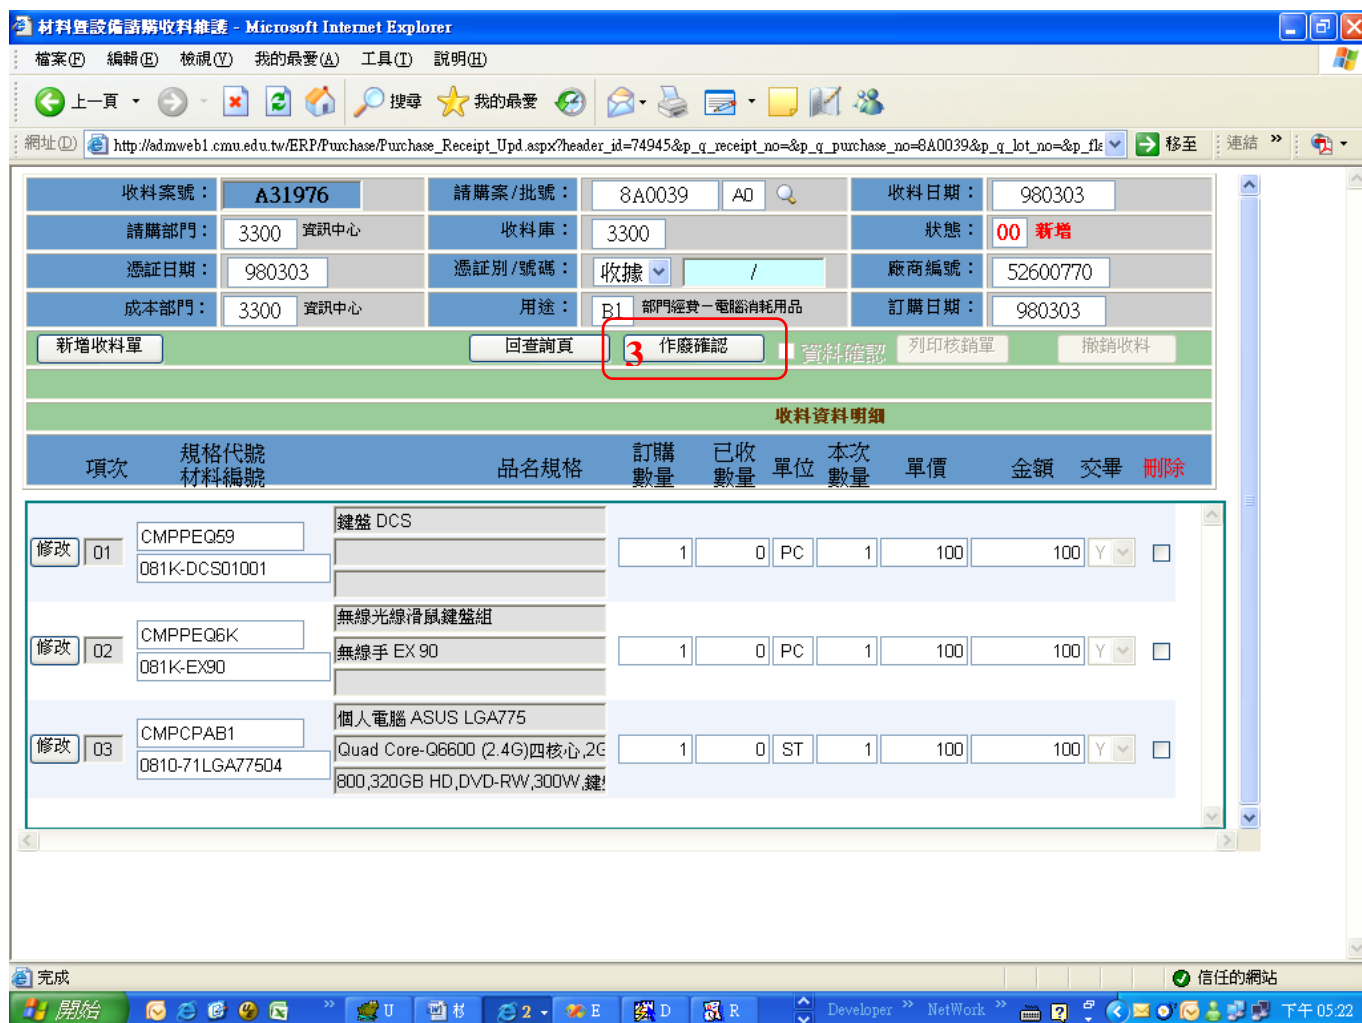 材料暨設備請購收料維護 - Microsoft Internet Explorer
檔案(F) 編輯(E) 檢視(V) 我的最愛(A) 工具(T) 說明(H)
上一頁 搜尋 我的最愛
網址(D) http://admweb1.cmu.edu.tw/ERP/Purchase/Purchase_Receipt_Upd.aspx?header_id=74945&p_q_receipt_no=&p_q_purchase_no=8A0039&p_q_lot_no=&p_fla 移至 連結 »
收料案號： A31976 請購案/批號： 8A0039 A0 收料日期： 980303
請購部門： 3300 資訊中心 收料庫： 3300 狀態： 00 新增
憑証日期： 980303 憑証別/號碼： 收據 / 廠商編號： 52600770
成本部門： 3300 資訊中心 用途： B1 部門經費－電腦消耗用品 訂購日期： 980303
新增收料單 回查詢頁 3 作廢確認 資料確認 列印核銷單 撤銷收料
收料資料明細
項次 規格代號 材料編號 品名規格 訂購數量 已收數量 單位 本次數量 單價 金額 交畢 刪除
鍵盤 DCS
修改 01 CMPPEQ59 1 0 PC 1 100 100 Y
081K-DCS01001
無線光線滑鼠鍵盤組
修改 02 CMPPEQ6K 無線手 EX 90 1 0 PC 1 100 100 Y
081K-EX90
個人電腦 ASUS LGA775
修改 03 CMPCPAB1 Quad Core-Q6600 (2.4G)四核心,2G 1 0 ST 1 100 100 Y
0810-71LGA77504
800,320GB HD,DVD-RW,300W,鍵
完成 信任的網站
開始 » U 材 2 E D R Developer » NetWork » 下午 05:22